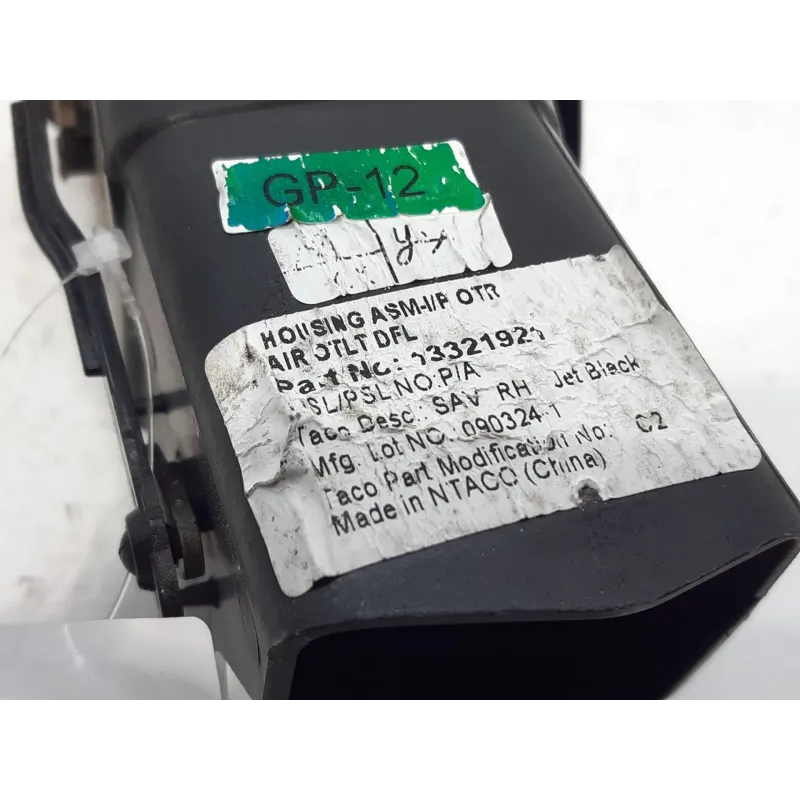 GP-12
HOUSING ASM-I/P OTR
AIR OTLT DFL
Part No: 13321921
SL/PSL NO:P/A
Taco Desc: SAV RH Jet Black
Mfg. Lot NO.: 090324-1
Taco Part Modification No: C2
Made in NTACO (China)